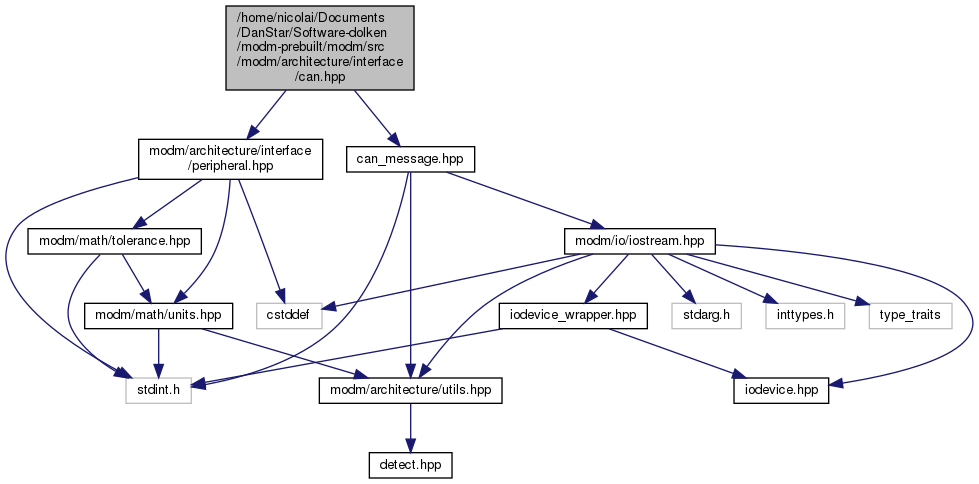 /home/nicolai/Documents
/DanStar/Software-dolken
/modm-prebuilt/modm/src
/modm/architecture/interface
/can.hpp
modm/architecture/interface
/peripheral.hpp
can_message.hpp
modm/math/tolerance.hpp
modm/io/iostream.hpp
modm/math/units.hpp
cstddef
iodevice_wrapper.hpp
stdarg.h
inttypes.h
type_traits
stdint.h
modm/architecture/utils.hpp
iodevice.hpp
detect.hpp